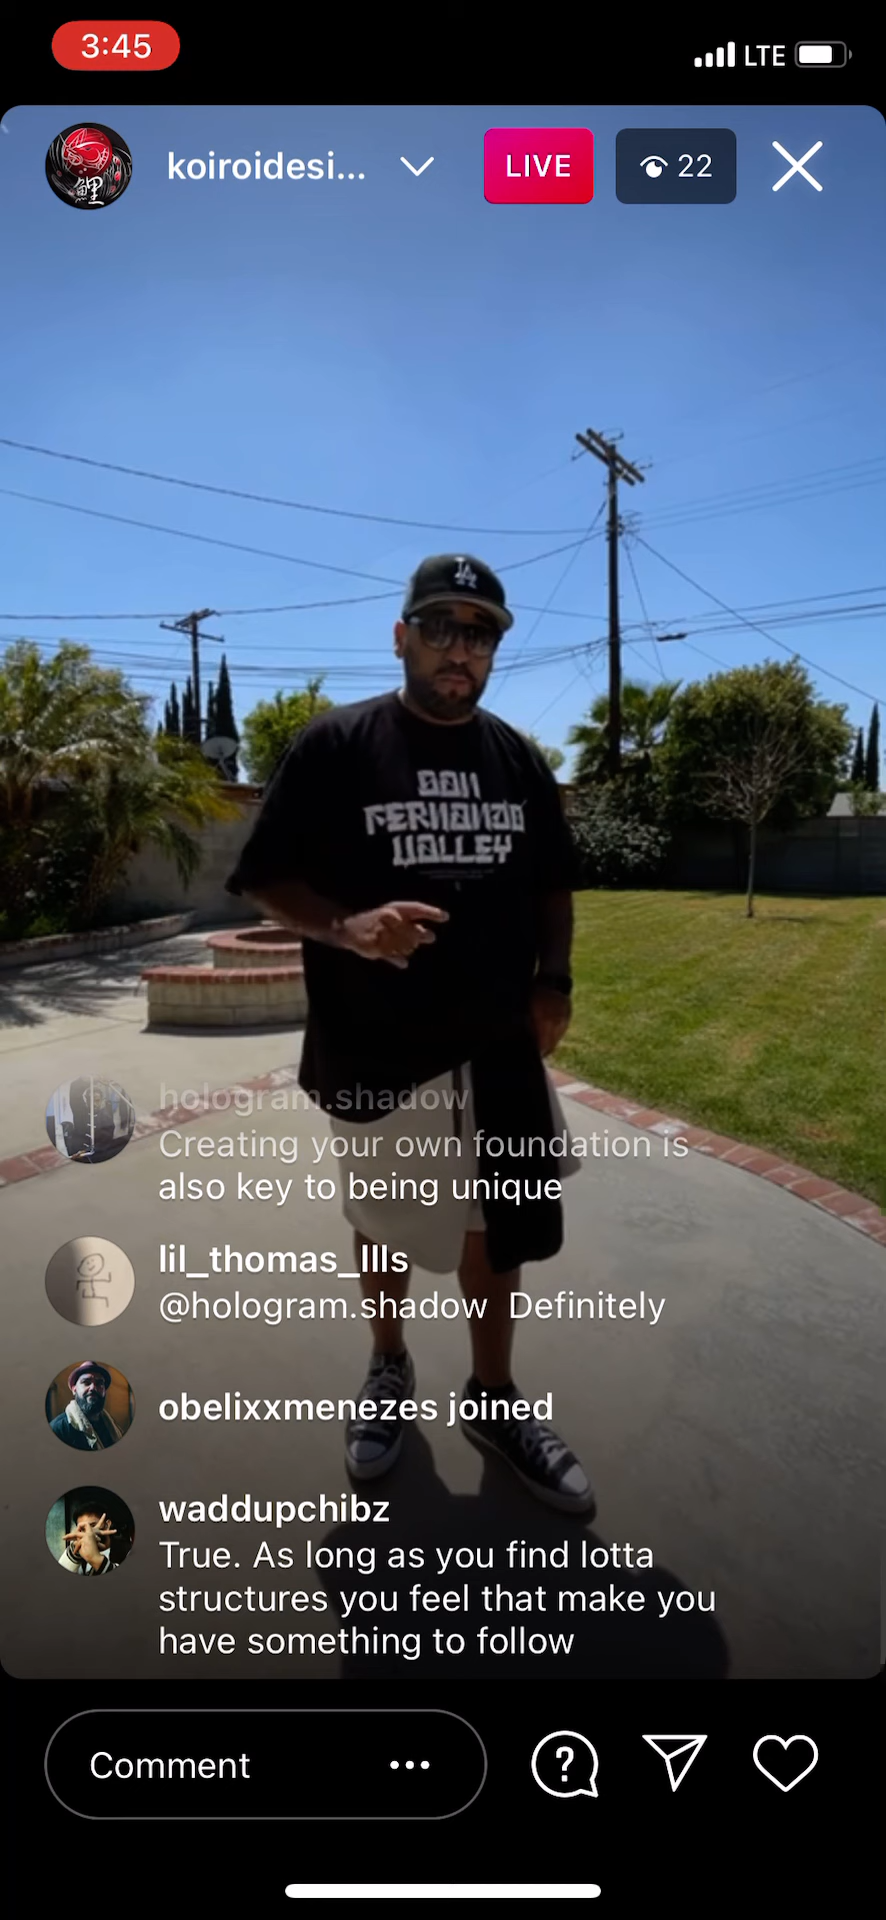 3:45
LTE
koiroidesi...
LIVE
22
鯉
LA
SAN
FERNANDO
VALLEY
hologram.shadow
Creating your own foundation is
also key to being unique
lil_thomas_llls
@hologram.shadow Definitely
obelixxmenezes joined
waddupchibz
True. As long as you find lotta
structures you feel that make you
have something to follow
Comment